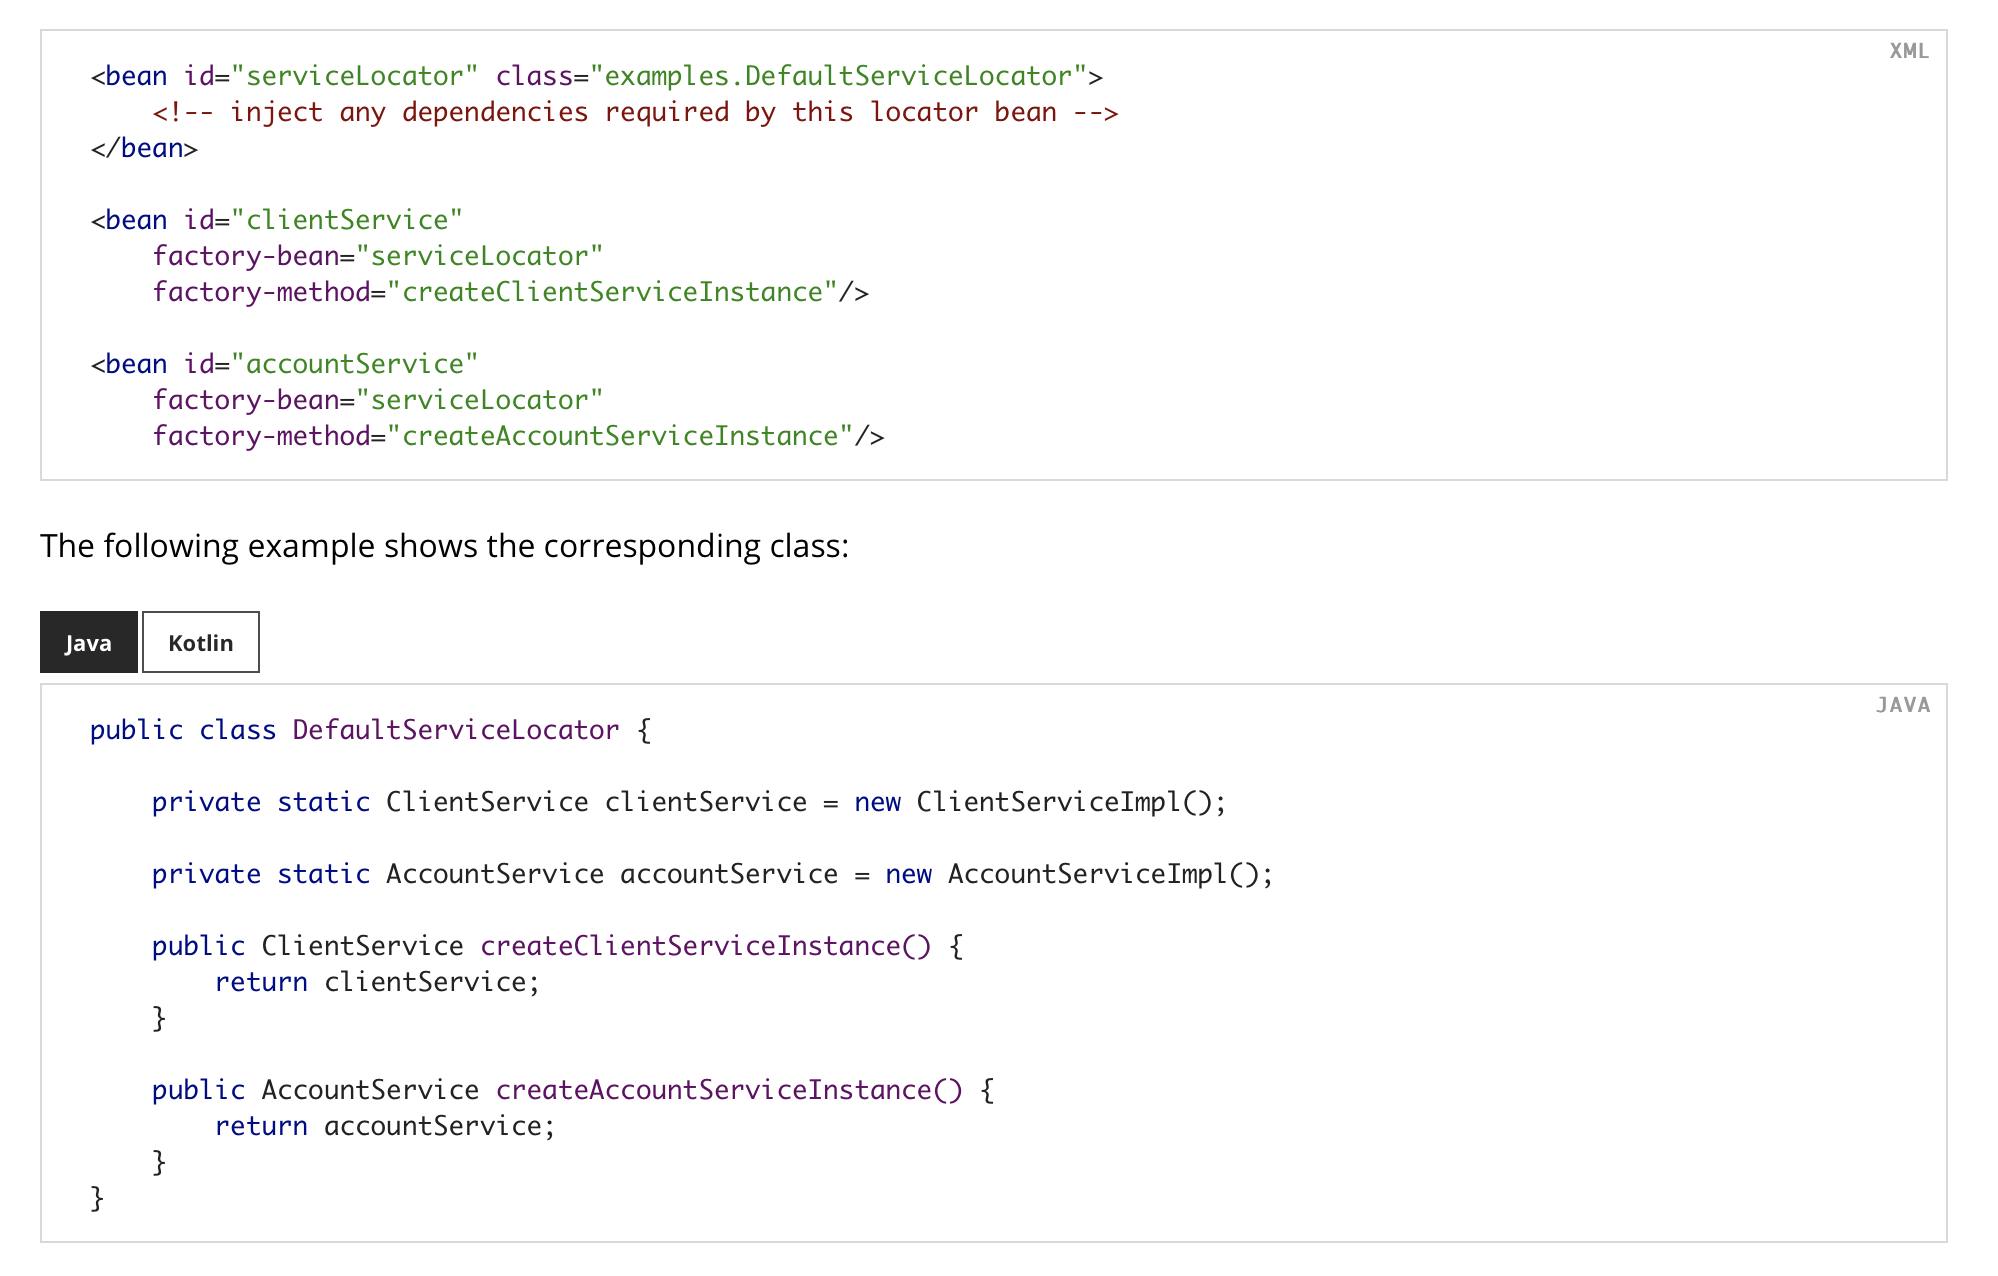 XML
<bean id="serviceLocator" class="examples.DefaultServiceLocator">
    <!-- inject any dependencies required by this locator bean -->
</bean>

<bean id="clientService"
    factory-bean="serviceLocator"
    factory-method="createClientServiceInstance"/>

<bean id="accountService"
    factory-bean="serviceLocator"
    factory-method="createAccountServiceInstance"/>

The following example shows the corresponding class:
Java Kotlin
JAVA
public class DefaultServiceLocator {

    private static ClientService clientService = new ClientServiceImpl();

    private static AccountService accountService = new AccountServiceImpl();

    public ClientService createClientServiceInstance() {
        return clientService;
    }

    public AccountService createAccountServiceInstance() {
        return accountService;
    }
}